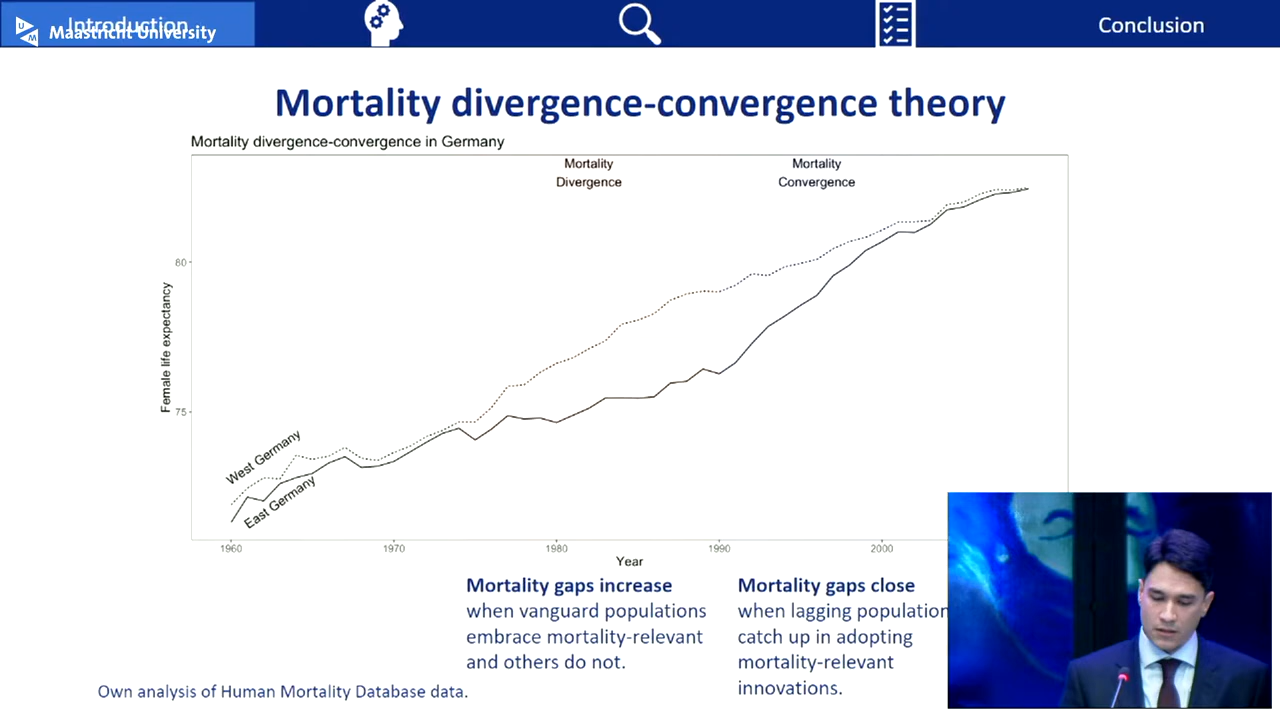 Introduction
UM
Maastricht University
Conclusion
Mortality divergence-convergence theory
Mortality divergence-convergence in Germany
Mortality
Divergence
Mortality
Convergence
80
75
Female life expectancy
West Germany
East Germany
1960
1970
1980
1990
2000
Year
Mortality gaps increase
when vanguard populations
embrace mortality-relevant
and others do not.
Mortality gaps close
when lagging population
catch up in adopting
mortality-relevant
innovations.
Own analysis of Human Mortality Database data.